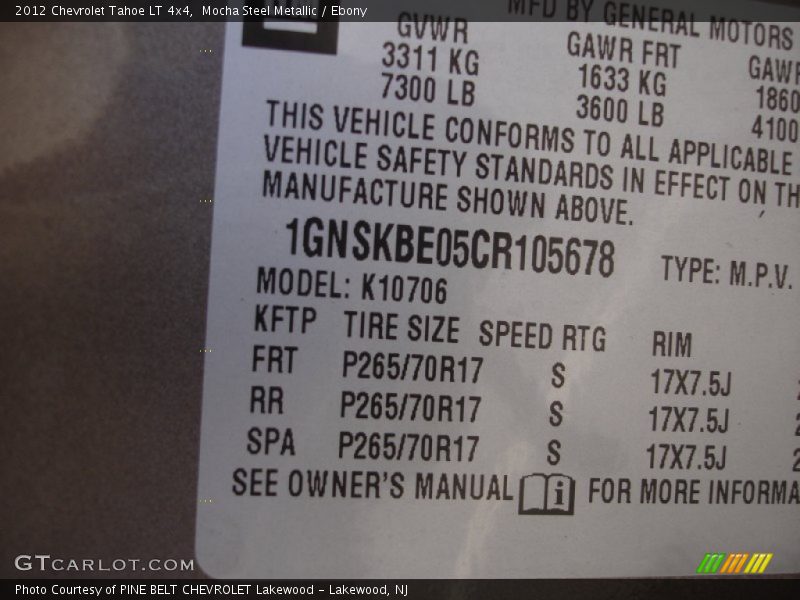 2012 Chevrolet Tahoe LT 4x4, Mocha Steel Metallic / Ebony
MFD BY GENERAL MOTORS
GVWR GAWR FRT GAWR
3311 KG 1633 KG 1860
7300 LB 3600 LB 4100
THIS VEHICLE CONFORMS TO ALL APPLICABLE
VEHICLE SAFETY STANDARDS IN EFFECT ON TH
MANUFACTURE SHOWN ABOVE.
1GNSKBE05CR105678 TYPE: M.P.V.
MODEL: K10706
KFTP TIRE SIZE SPEED RTG RIM
FRT P265/70R17 S 17X7.5J
RR P265/70R17 S 17X7.5J
SPA P265/70R17 S 17X7.5J
SEE OWNER'S MANUAL i FOR MORE INFORMA
GTCARLOT.COM
Photo Courtesy of PINE BELT CHEVROLET Lakewood - Lakewood, NJ